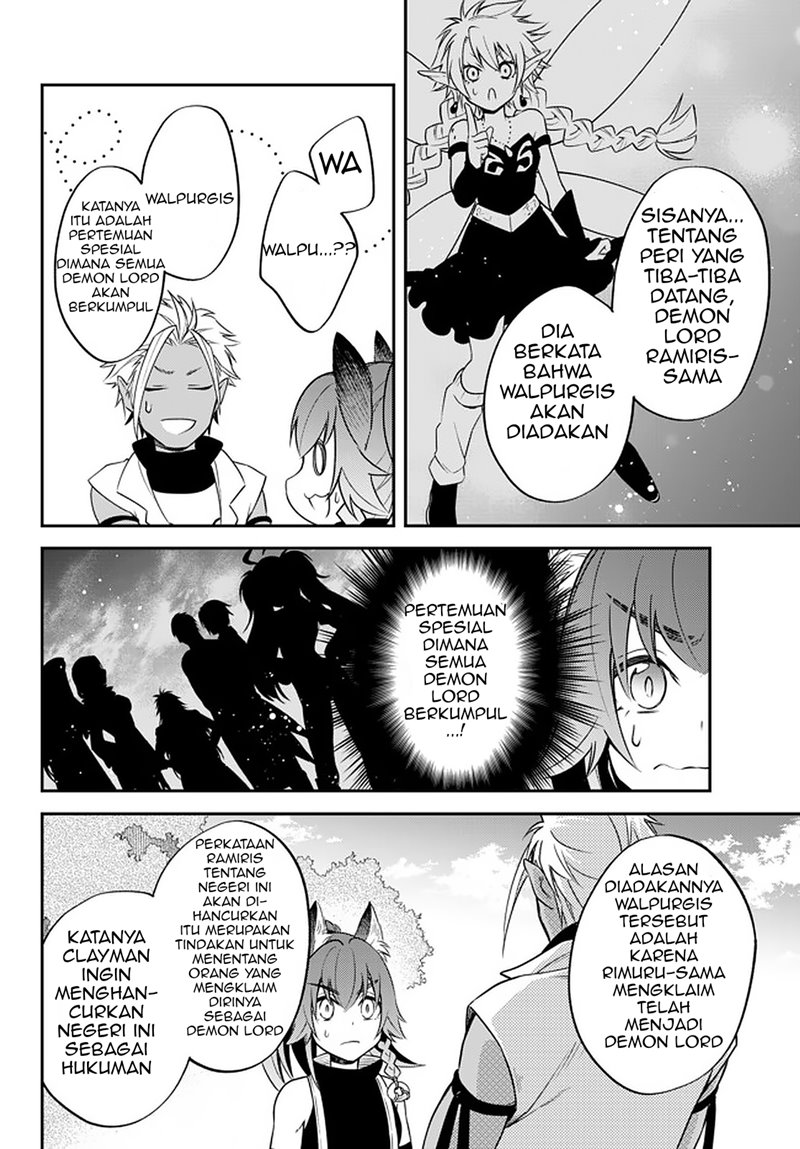 SISANYA...
TENTANG
PERI YANG
TIBA-TIBA
DATANG,
DEMON
LORD
RAMIRIS-
SAMA
DIA
BERKATA
BAHWA
WALPURGIS
AKAN
DIADAKAN
WA
WALPU...??
WALPURGIS
KATANYA
ITU ADALAH
PERTEMUAN
SPESIAL
DIMANA SEMUA
DEMON LORD
AKAN
BERKUMPUL
PERTEMUAN
SPESIAL
DIMANA
SEMUA
DEMON
LORD
BERKUMPUL
...!
ALASAN
DIADAKANNYA
WALPURGIS
TERSEBUT
ADALAH
KARENA
RIMURU-SAMA
MENGKLAIM
TELAH
MENJADI
DEMON LORD
PERKATAAN
RAMIRIS
TENTANG
NEGERI INI
AKAN DI-
HANCURKAN
ITU MERUPAKAN
TINDAKAN UNTUK
MENENTANG
ORANG YANG
MENGKLAIM
DIRINYA
SEBAGAI
DEMON LORD
KATANYA
CLAYMAN
INGIN
MENGHAN-
CURKAN
NEGERI INI
SEBAGAI
HUKUMAN